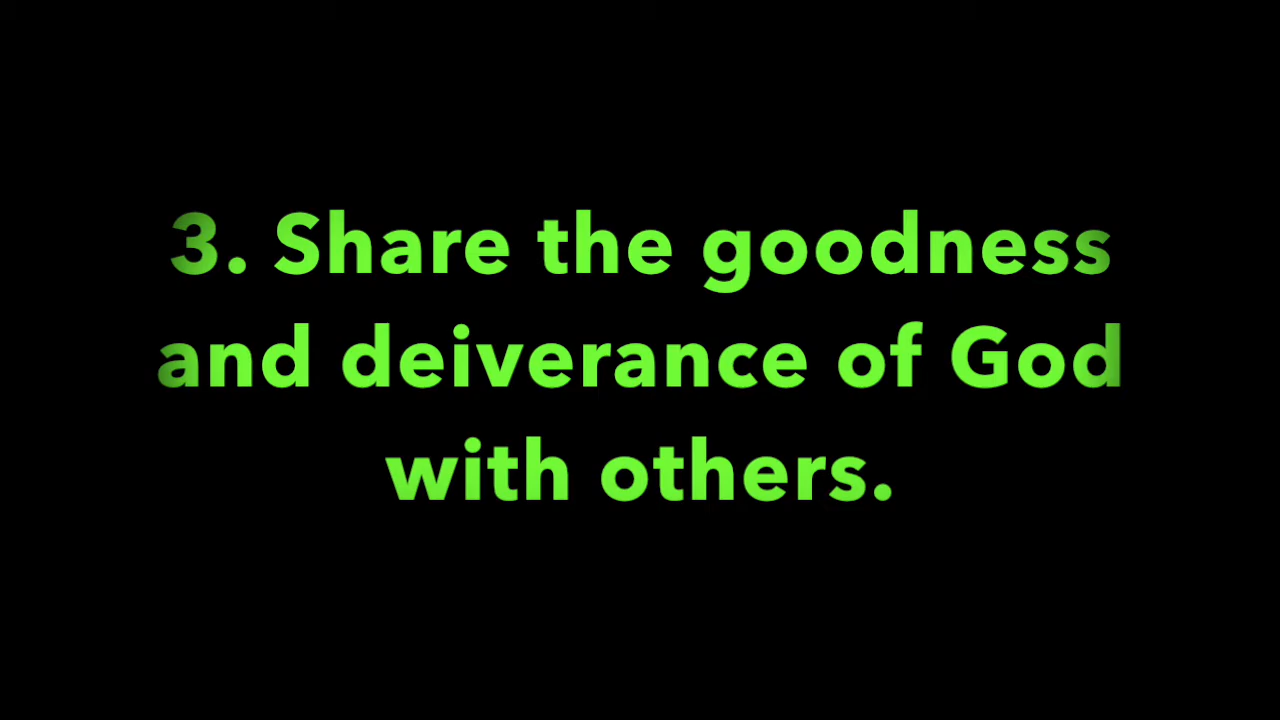 3. Share the goodness
and deiverance of God
with others.